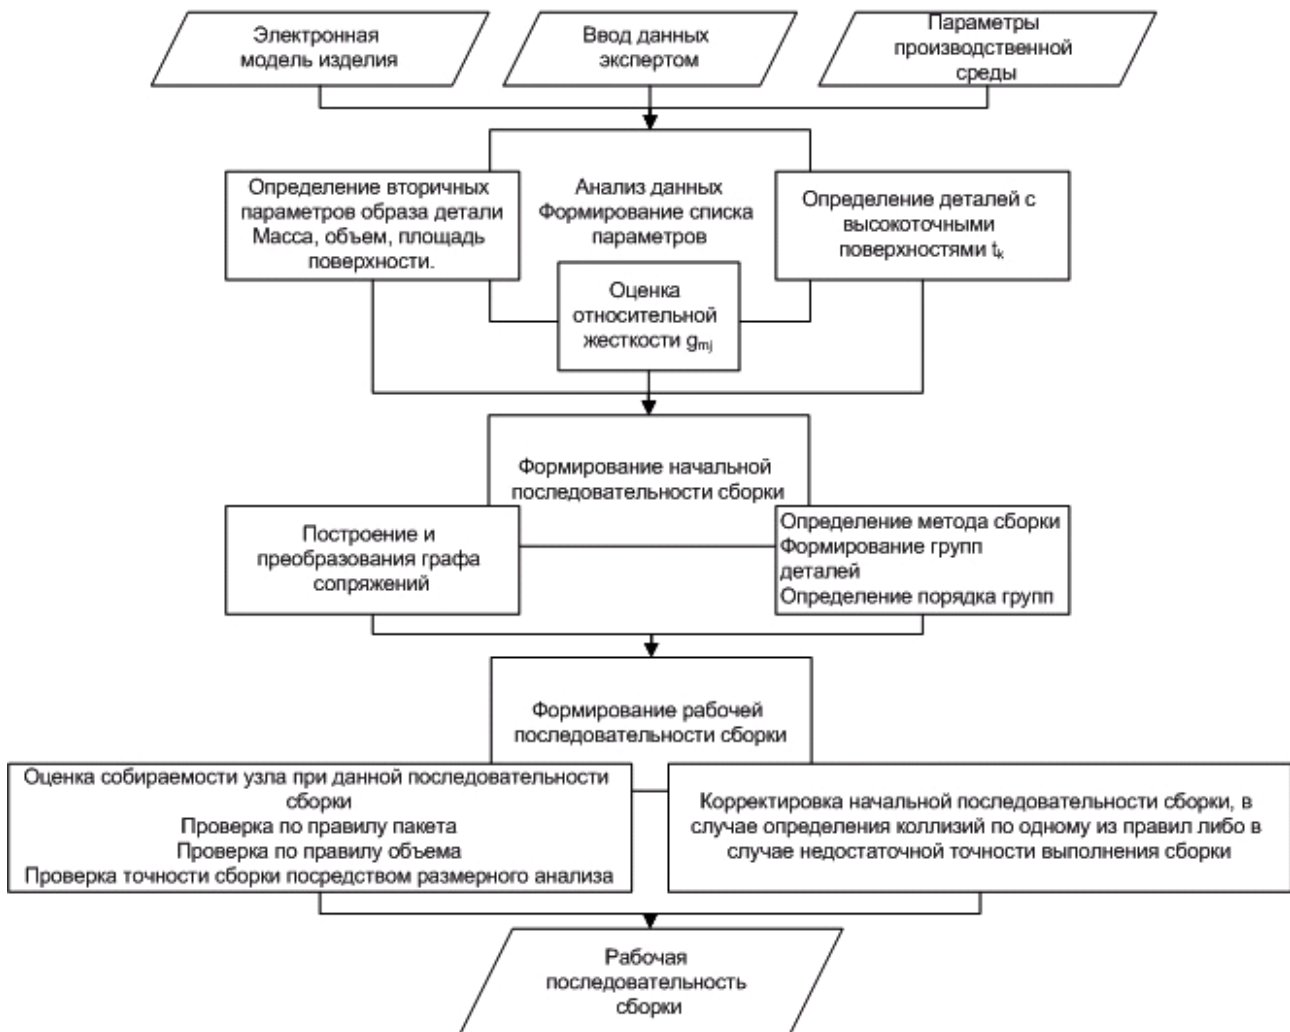 Электронная
модель изделия
Ввод данных
экспертом
Параметры
производственной
среды
Определение вторичных
параметров образа детали
Масса, объем, площадь
поверхности.
Анализ данных
Формирование списка
параметров
Определение деталей с
высокоточными
поверхностями tk
Оценка
относительной
жесткости gmj
Формирование начальной
последовательности сборки
Построение и
преобразования графа
сопряжений
Определение метода сборки
Формирование групп
деталей
Определение порядка групп
Формирование рабочей
последовательности сборки
Оценка собираемости узла при данной последовательности
сборки
Проверка по правилу пакета
Проверка по правилу объема
Проверка точности сборки посредством размерного анализа
Корректировка начальной последовательности сборки, в
случае определения коллизий по одному из правил либо в
случае недостаточной точности выполнения сборки
Рабочая
последовательность
сборки